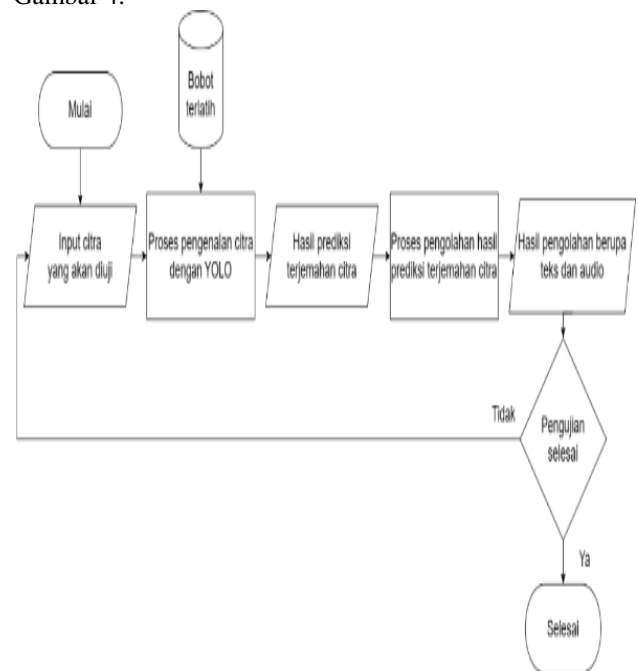 Gambar 4.
Bobot
terlatih
Mulai
Input citra
yang akan diuji
Proses pengenalan citra
dengan YOLO
Hasil prediksi
terjemahan citra
Proses pengolahan hasil
prediksi terjemahan citra
Hasil pengolahan berupa
teks dan audio
Tidak
Pengujian
selesai
Ya
Selesai